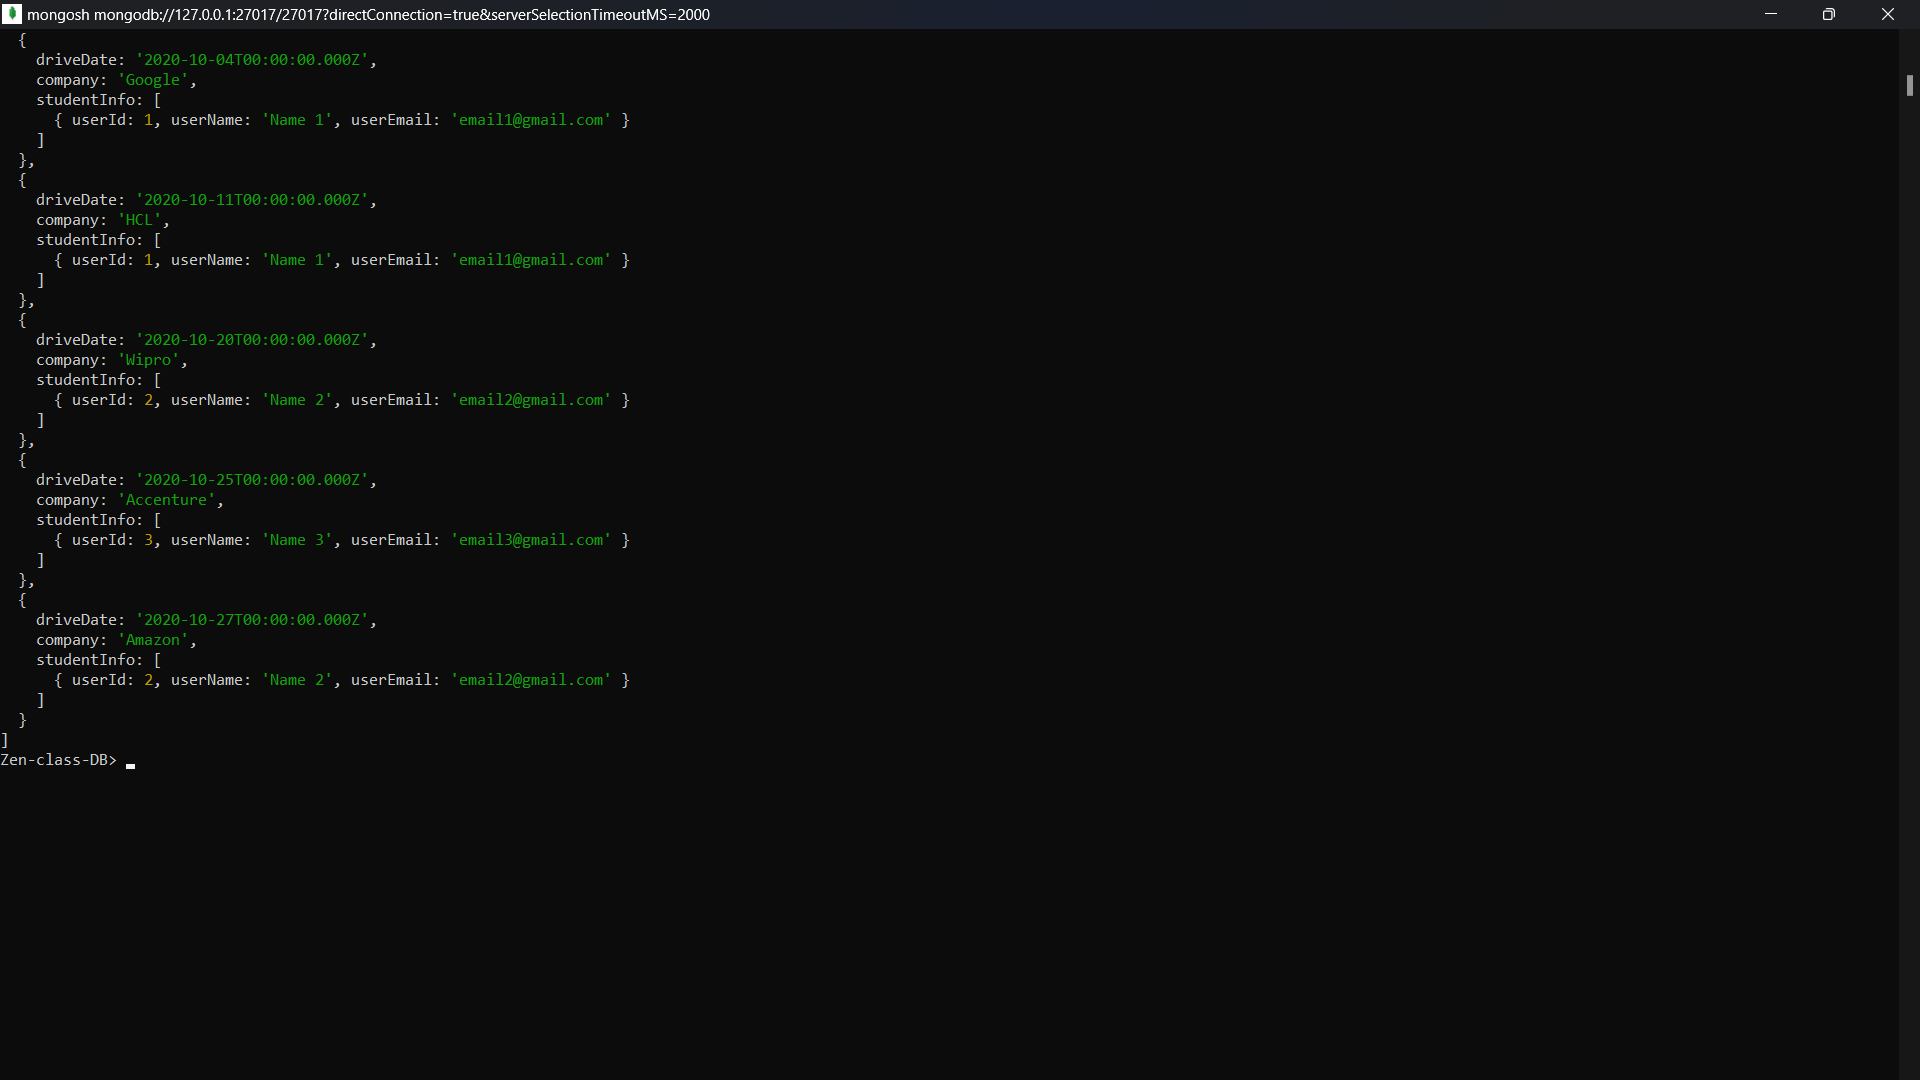 mongosh mongodb://127.0.0.1:27017/27017?directConnection=true&serverSelectionTimeoutMS=2000
  {
    driveDate: '2020-10-04T00:00:00.000Z',
    company: 'Google',
    studentInfo: [
      { userId: 1, userName: 'Name 1', userEmail: 'email1@gmail.com' }
    ]
  },
  {
    driveDate: '2020-10-11T00:00:00.000Z',
    company: 'HCL',
    studentInfo: [
      { userId: 1, userName: 'Name 1', userEmail: 'email1@gmail.com' }
    ]
  },
  {
    driveDate: '2020-10-20T00:00:00.000Z',
    company: 'Wipro',
    studentInfo: [
      { userId: 2, userName: 'Name 2', userEmail: 'email2@gmail.com' }
    ]
  },
  {
    driveDate: '2020-10-25T00:00:00.000Z',
    company: 'Accenture',
    studentInfo: [
      { userId: 3, userName: 'Name 3', userEmail: 'email3@gmail.com' }
    ]
  },
  {
    driveDate: '2020-10-27T00:00:00.000Z',
    company: 'Amazon',
    studentInfo: [
      { userId: 2, userName: 'Name 2', userEmail: 'email2@gmail.com' }
    ]
  }
]
Zen-class-DB>